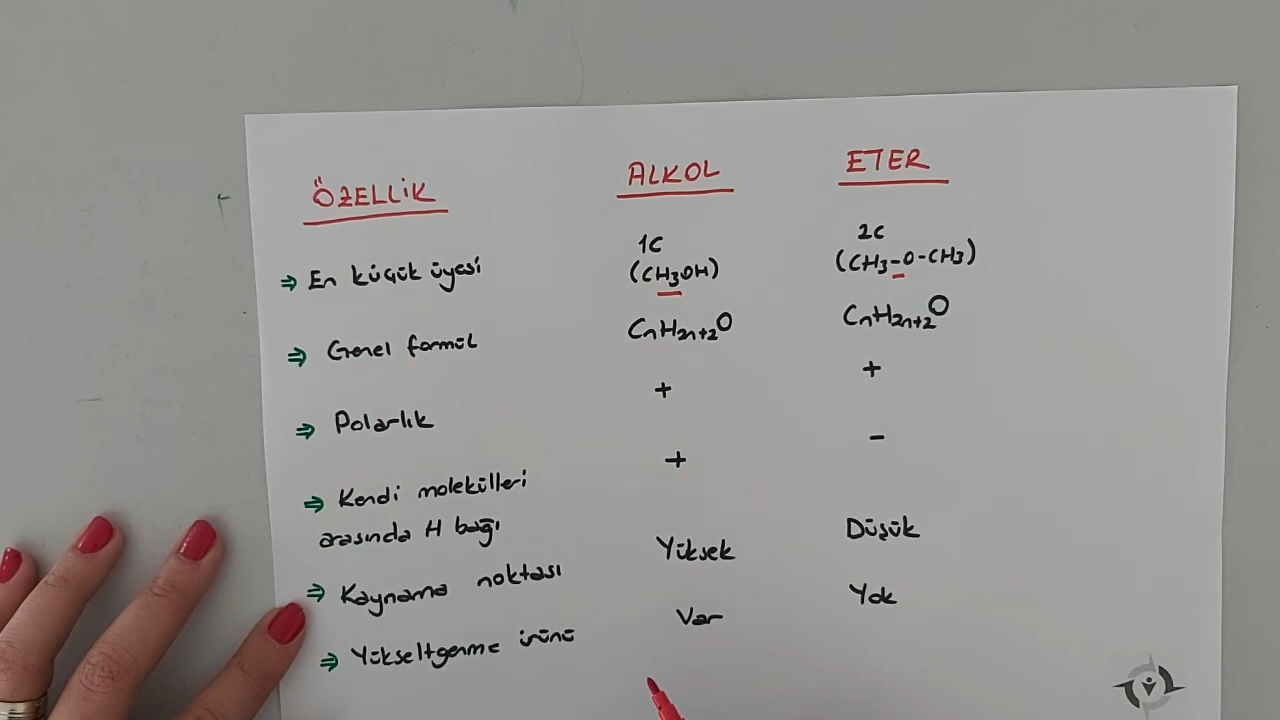 ÖZELLİK ALKOL ETER
1C 2C
⇒ En küçük üyesi (CH3OH) (CH3-O-CH3)
⇒ Genel formül CnH2n+2O CnH2n+2O
⇒ Polarlık + +
⇒ Kendi molekülleri + -
arasında H bağı
⇒ Kaynama noktası Yüksek Düşük
⇒ Yükseltgenme ürünü Var Yok